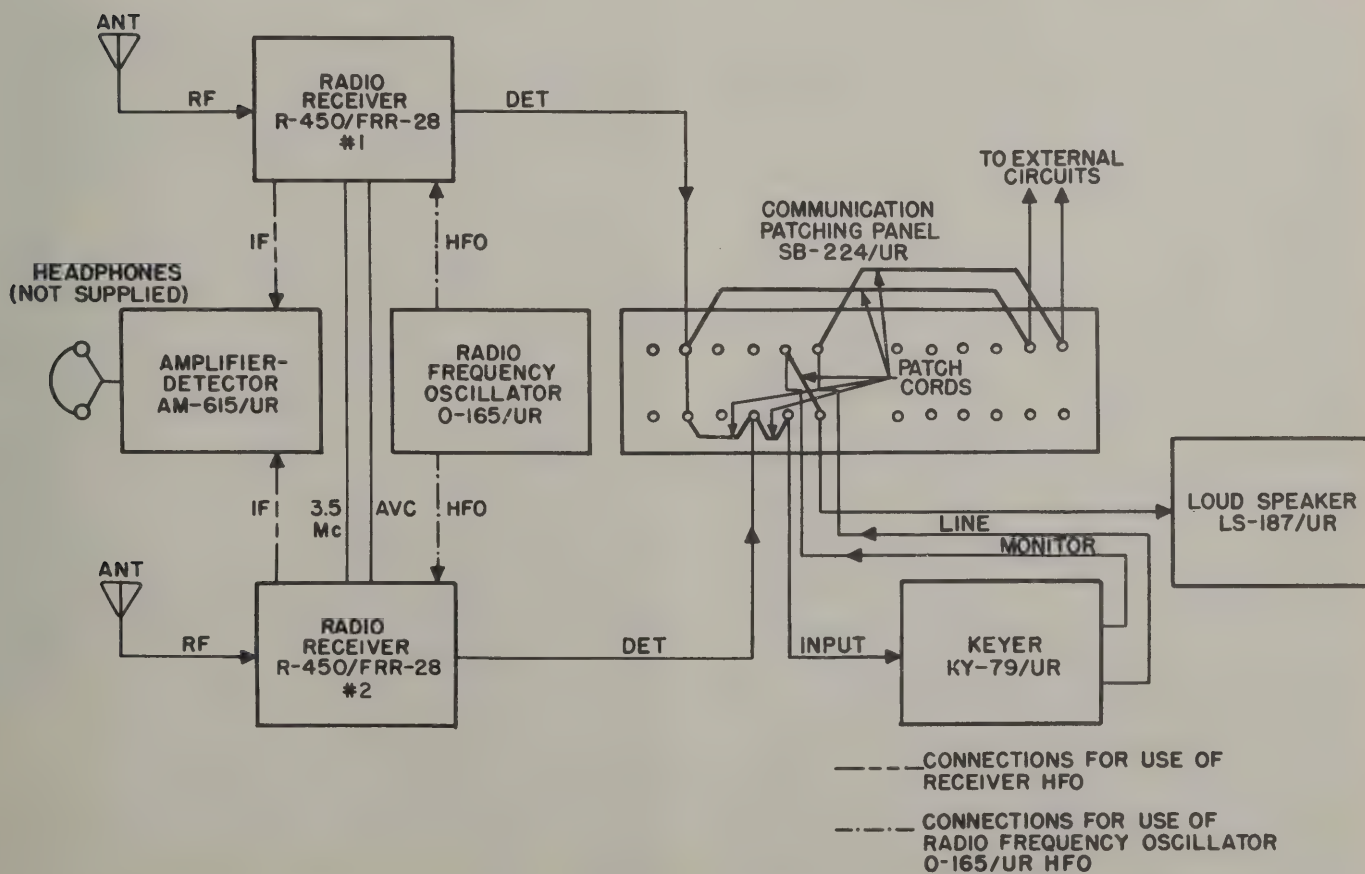 ANT
RF
RADIO
RECEIVER
R-450/FRR-28
#1
DET
TO EXTERNAL
CIRCUITS
COMMUNICATION
PATCHING PANEL
SB-224/UR
IF
HFO
HEADPHONES
(NOT SUPPLIED)
AMPLIFIER-
DETECTOR
AM-615/UR
RADIO
FREQUENCY
OSCILLATOR
O-165/UR
PATCH
CORDS
IF
3.5
Mc
AVC
HFO
LOUD SPEAKER
LS-187/UR
LINE
MONITOR
ANT
RF
RADIO
RECEIVER
R-450/FRR-28
#2
DET
INPUT
KEYER
KY-79/UR
CONNECTIONS FOR USE OF
RECEIVER HFO
CONNECTIONS FOR USE OF
RADIO FREQUENCY OSCILLATOR
O-165/UR HFO